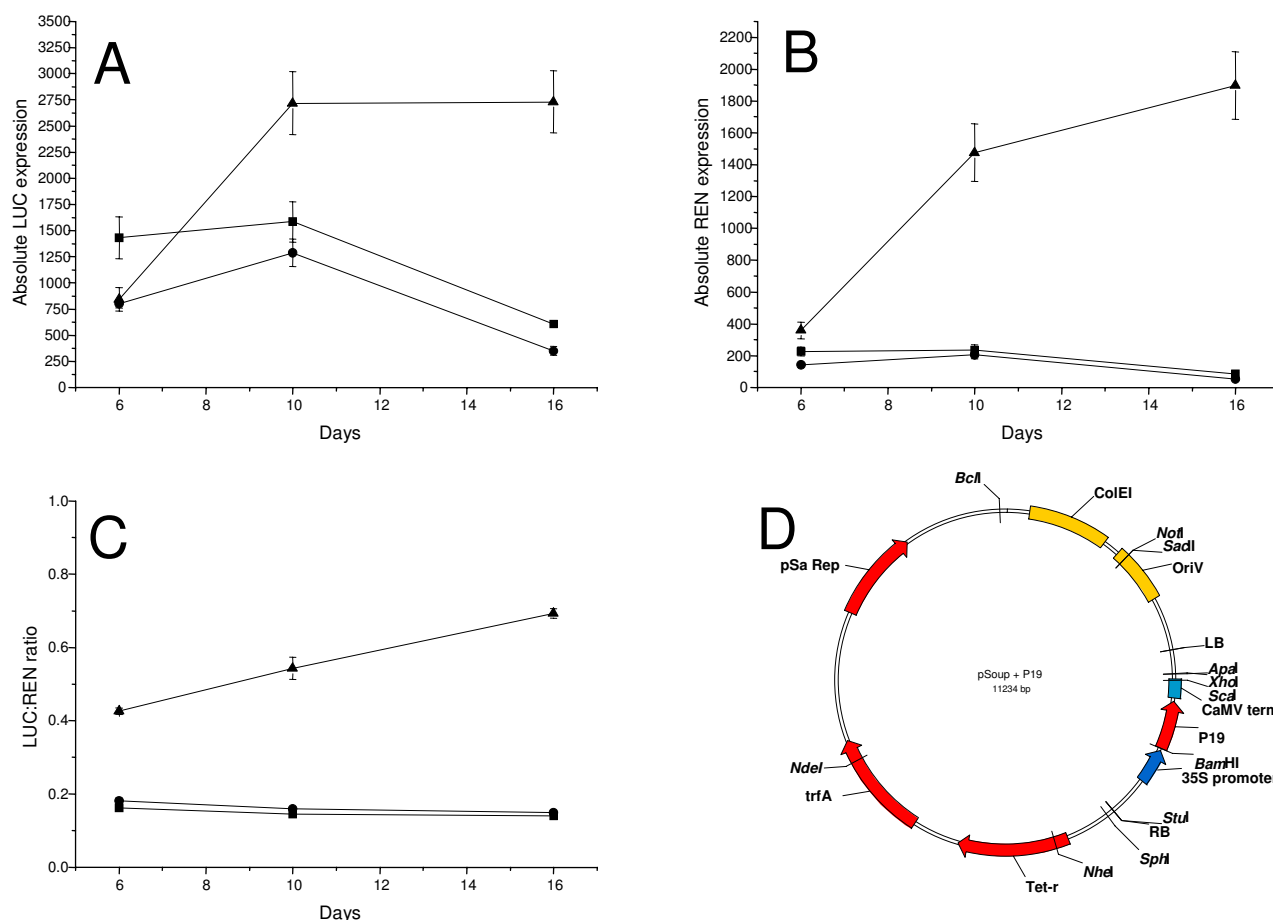 A
Absolute LUC expression
3500
3250
3000
2750
2500
2250
2000
1750
1500
1250
1000
750
500
250
0
6
8
10
12
14
16
Days
B
Absolute REN expression
2200
2000
1800
1600
1400
1200
1000
800
600
400
200
0
6
8
10
12
14
16
Days
C
LUC:REN ratio
1.0
0.8
0.6
0.4
0.2
0.0
6
8
10
12
14
16
Days
D
BclI
ColEI
NotI
SacII
OriV
pSa Rep
LB
ApaI
XhoI
ScaI
CaMV term
P19
BamHI
35S promoter
StuI
RB
SphI
NheI
Tet-r
trfA
NdeI
pSoup + P19
11234 bp